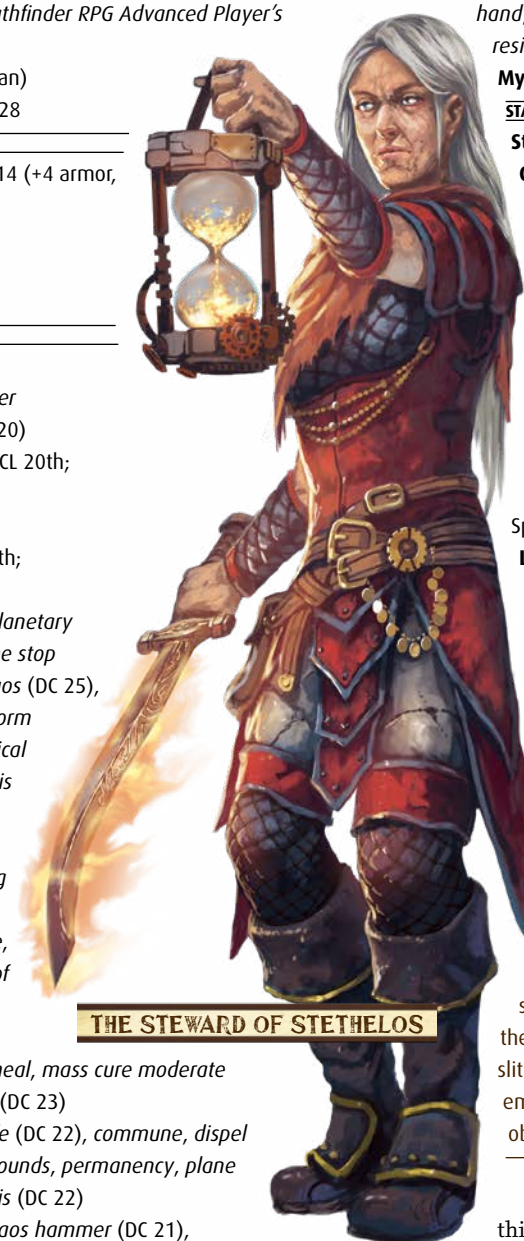 athfinder RPG Advanced Player's
an)
28
14 (+4 armor,
er
20)
CL 20th;
th;
lanetary
e stop
os (DC 25),
orm
ical
is
g
e,
of
THE STEWARD OF STETHELOS
heal, mass cure moderate
(DC 23)
e (DC 22), commune, dispel
ounds, permanency, plane
is (DC 22)
aos hammer (DC 21),
handy
resi
My
STA
St
Sp
L
s
the
slit
em
ob
thi